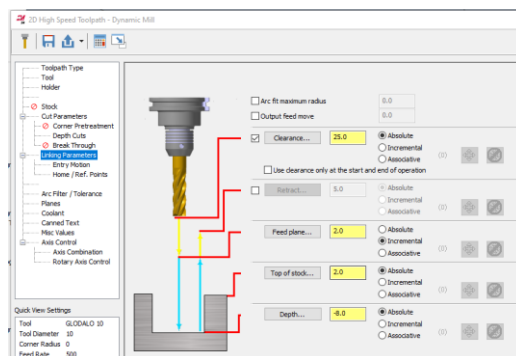 2D High Speed Toolpath - Dynamic Mill
Toolpath Type
Tool
Holder
Stock
Cut Parameters
Corner Pretreatment
Depth Cuts
Break Through
Linking Parameters
Entry Motion
Home / Ref. Points
Arc Filter / Tolerance
Planes
Coolant
Canned Text
Misc Values
Axis Control
Axis Combination
Rotary Axis Control
Quick View Settings
Tool GLODALO 10
Tool Diameter 10
Corner Radius 0
Feed Rate 500
Arc fit maximum radius 0.0
Output feed move 0.0
Clearance... 25.0 Absolute
Incremental
Associative (0)
Use clearance only at the start and end of operation
Retract... 5.0 Absolute
Incremental
Associative
Feed plane... 2.0 Absolute
Incremental
Associative (0)
Top of stock... 2.0 Absolute
Incremental
Associative (0)
Depth... -8.0 Absolute
Incremental
Associative (0)